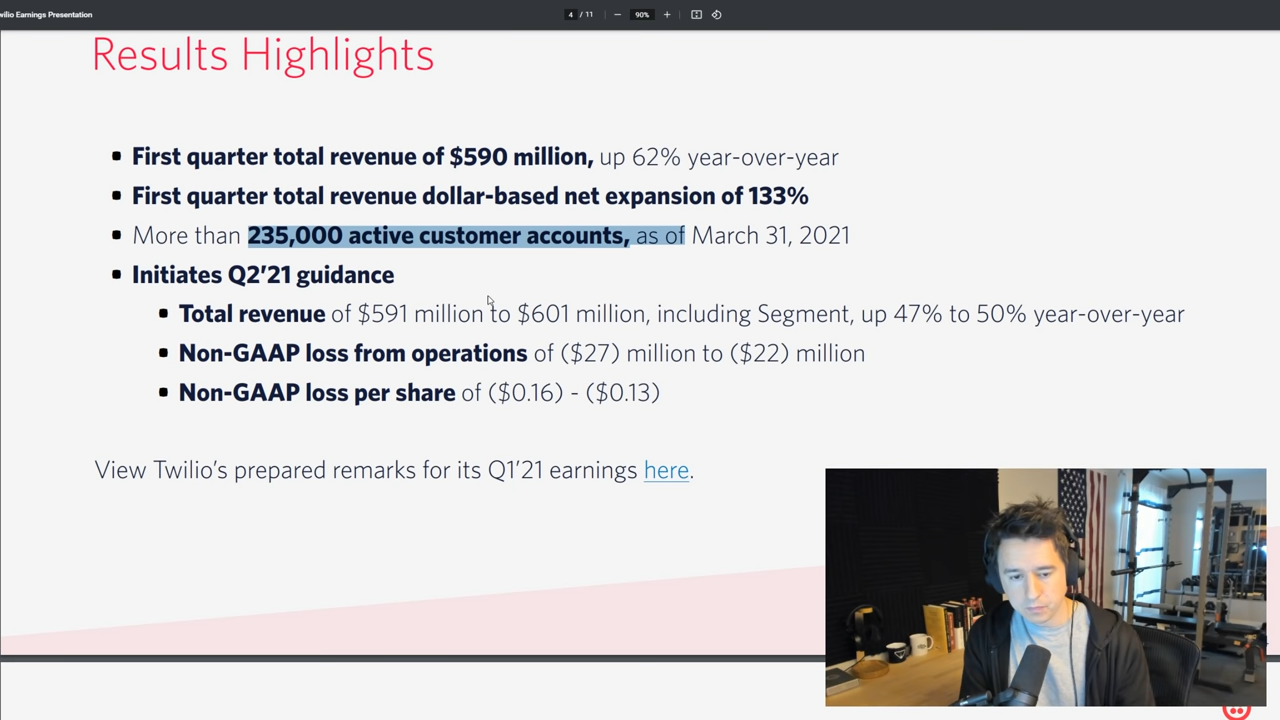 wilio Earnings Presentation
4 / 11
90%
Results Highlights
First quarter total revenue of $590 million, up 62% year-over-year
First quarter total revenue dollar-based net expansion of 133%
More than 235,000 active customer accounts, as of March 31, 2021
Initiates Q2'21 guidance
Total revenue of $591 million to $601 million, including Segment, up 47% to 50% year-over-year
Non-GAAP loss from operations of ($27) million to ($22) million
Non-GAAP loss per share of ($0.16) - ($0.13)
View Twilio's prepared remarks for its Q1'21 earnings here.